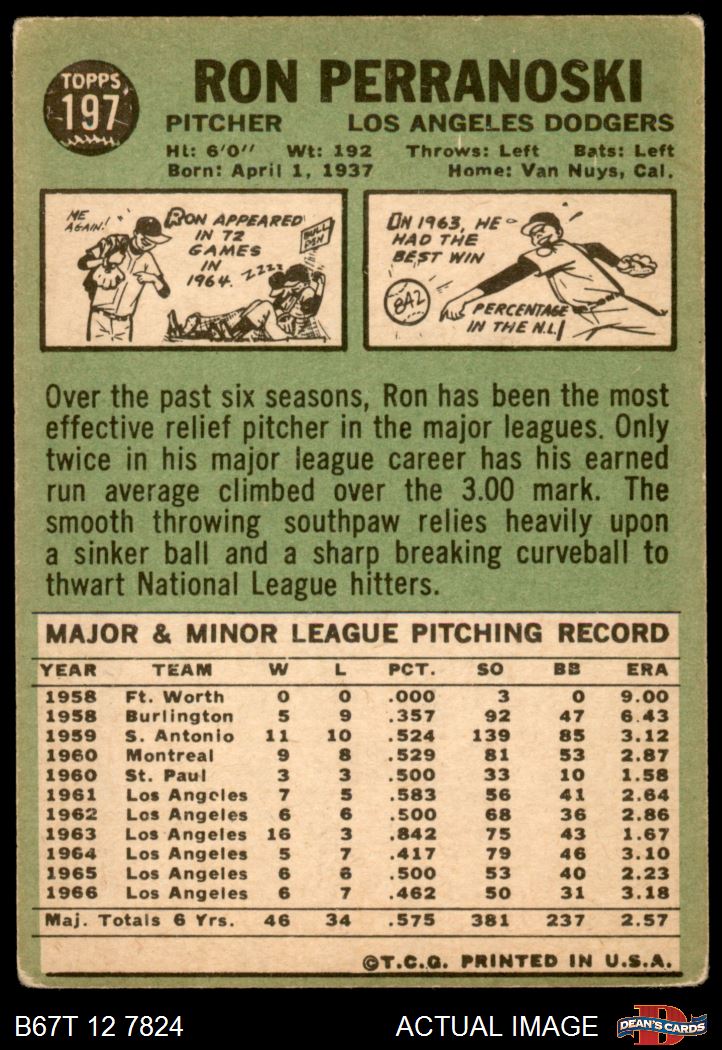 TOPPS
197
RON PERRANOSKI
PITCHER LOS ANGELES DODGERS
Ht: 6'0" Wt: 192 Throws: Left Bats: Left
Born: April 1, 1937 Home: Van Nuys, Cal.
ME AGAIN!
RON APPEARED
IN 72
GAMES
IN
1964.
ZZZZ
BULL PEN
IN 1963, HE
HAD THE
BEST WIN
842
PERCENTAGE
IN THE N.L.
Over the past six seasons, Ron has been the most
effective relief pitcher in the major leagues. Only
twice in his major league career has his earned
run average climbed over the 3.00 mark. The
smooth throwing southpaw relies heavily upon
a sinker ball and a sharp breaking curveball to
thwart National League hitters.
MAJOR & MINOR LEAGUE PITCHING RECORD
YEAR TEAM W L PCT. SO BB ERA
1958 Ft. Worth 0 0 .000 3 0 9.00
1958 Burlington 5 9 .357 92 47 6.43
1959 S. Antonio 11 10 .524 139 85 3.12
1960 Montreal 9 8 .529 81 53 2.87
1960 St. Paul 3 3 .500 33 10 1.58
1961 Los Angeles 7 5 .583 56 41 2.64
1962 Los Angeles 6 6 .500 68 36 2.86
1963 Los Angeles 16 3 .842 75 43 1.67
1964 Los Angeles 5 7 .417 79 46 3.10
1965 Los Angeles 6 6 .500 53 40 2.23
1966 Los Angeles 6 7 .462 50 31 3.18
Maj. Totals 6 Yrs. 46 34 .575 381 237 2.57
©T.C.G. PRINTED IN U.S.A.
B67T 12 7824 ACTUAL IMAGE
D
DEAN'S CARDS